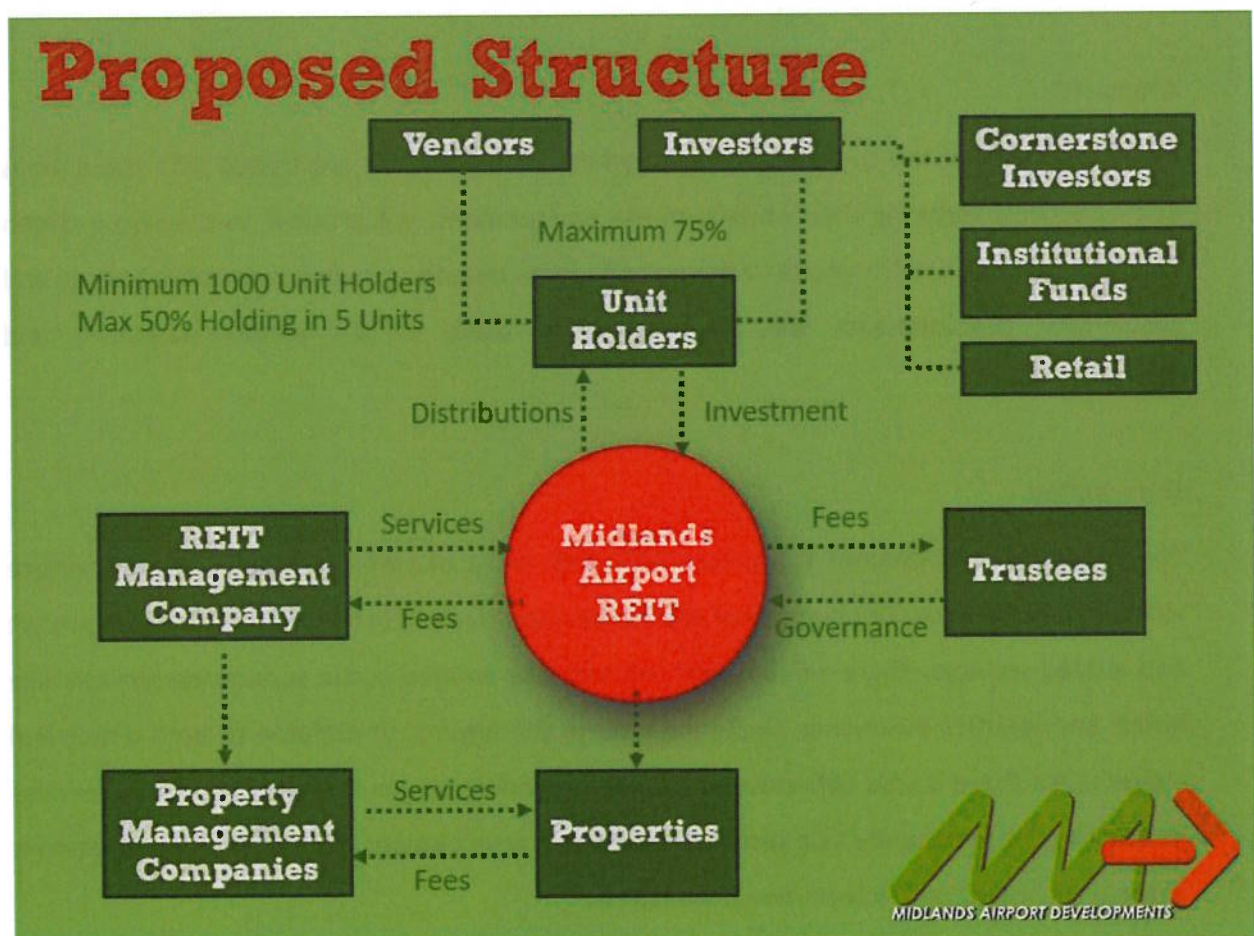 Proposed Structure
Vendors
Investors
Cornerstone
Investors
Maximum 75%
Institutional
Funds
Minimum 1000 Unit Holders
Max 50% Holding in 5 Units
Unit
Holders
Retail
Distributions
Investment
REIT
Management
Company
Services
Fees
Midlands
Airport
REIT
Fees
Governance
Trustees
Property
Management
Companies
Services
Fees
Properties
MA
MIDLANDS AIRPORT DEVELOPMENTS